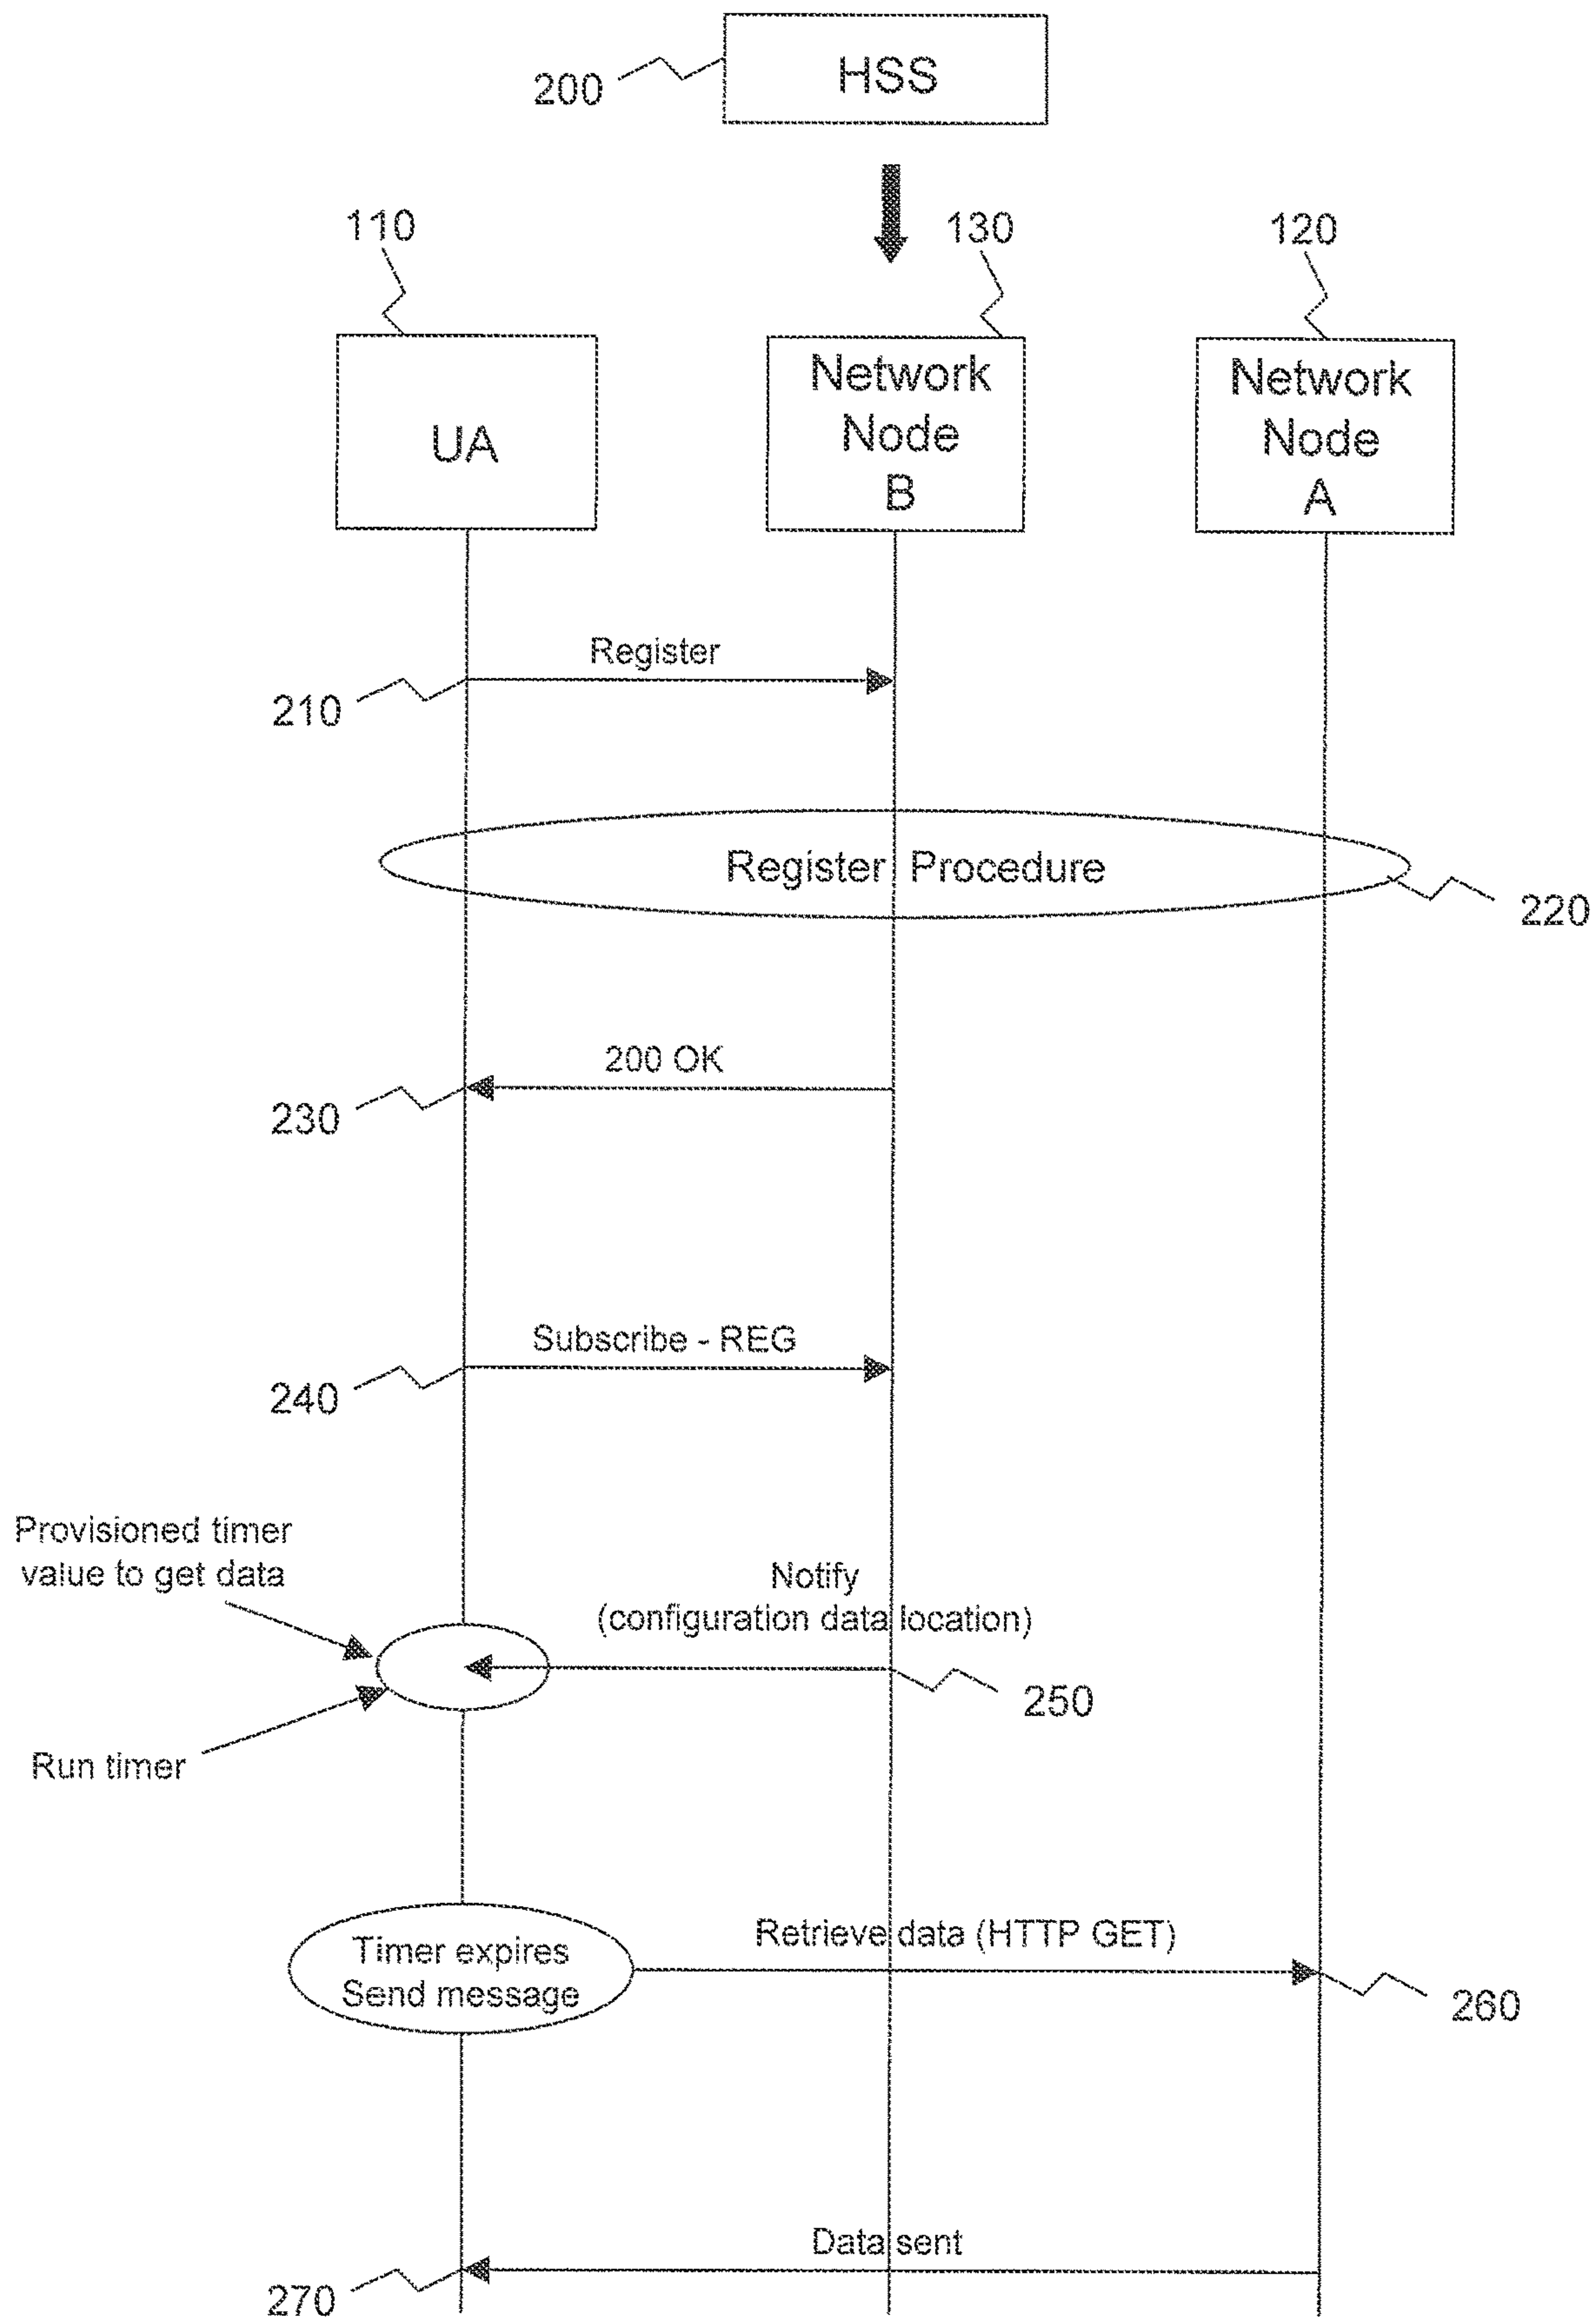 HSS
200
110
130
120
UA
Network
Node
B
Network
Node
A
Register
210
Register Procedure
220
200 OK
230
Subscribe - REG
240
Provisioned timer
value to get data
Notify
(configuration data location)
250
Run timer
Timer expires
Send message
Retrieve data (HTTP GET)
260
Data sent
270